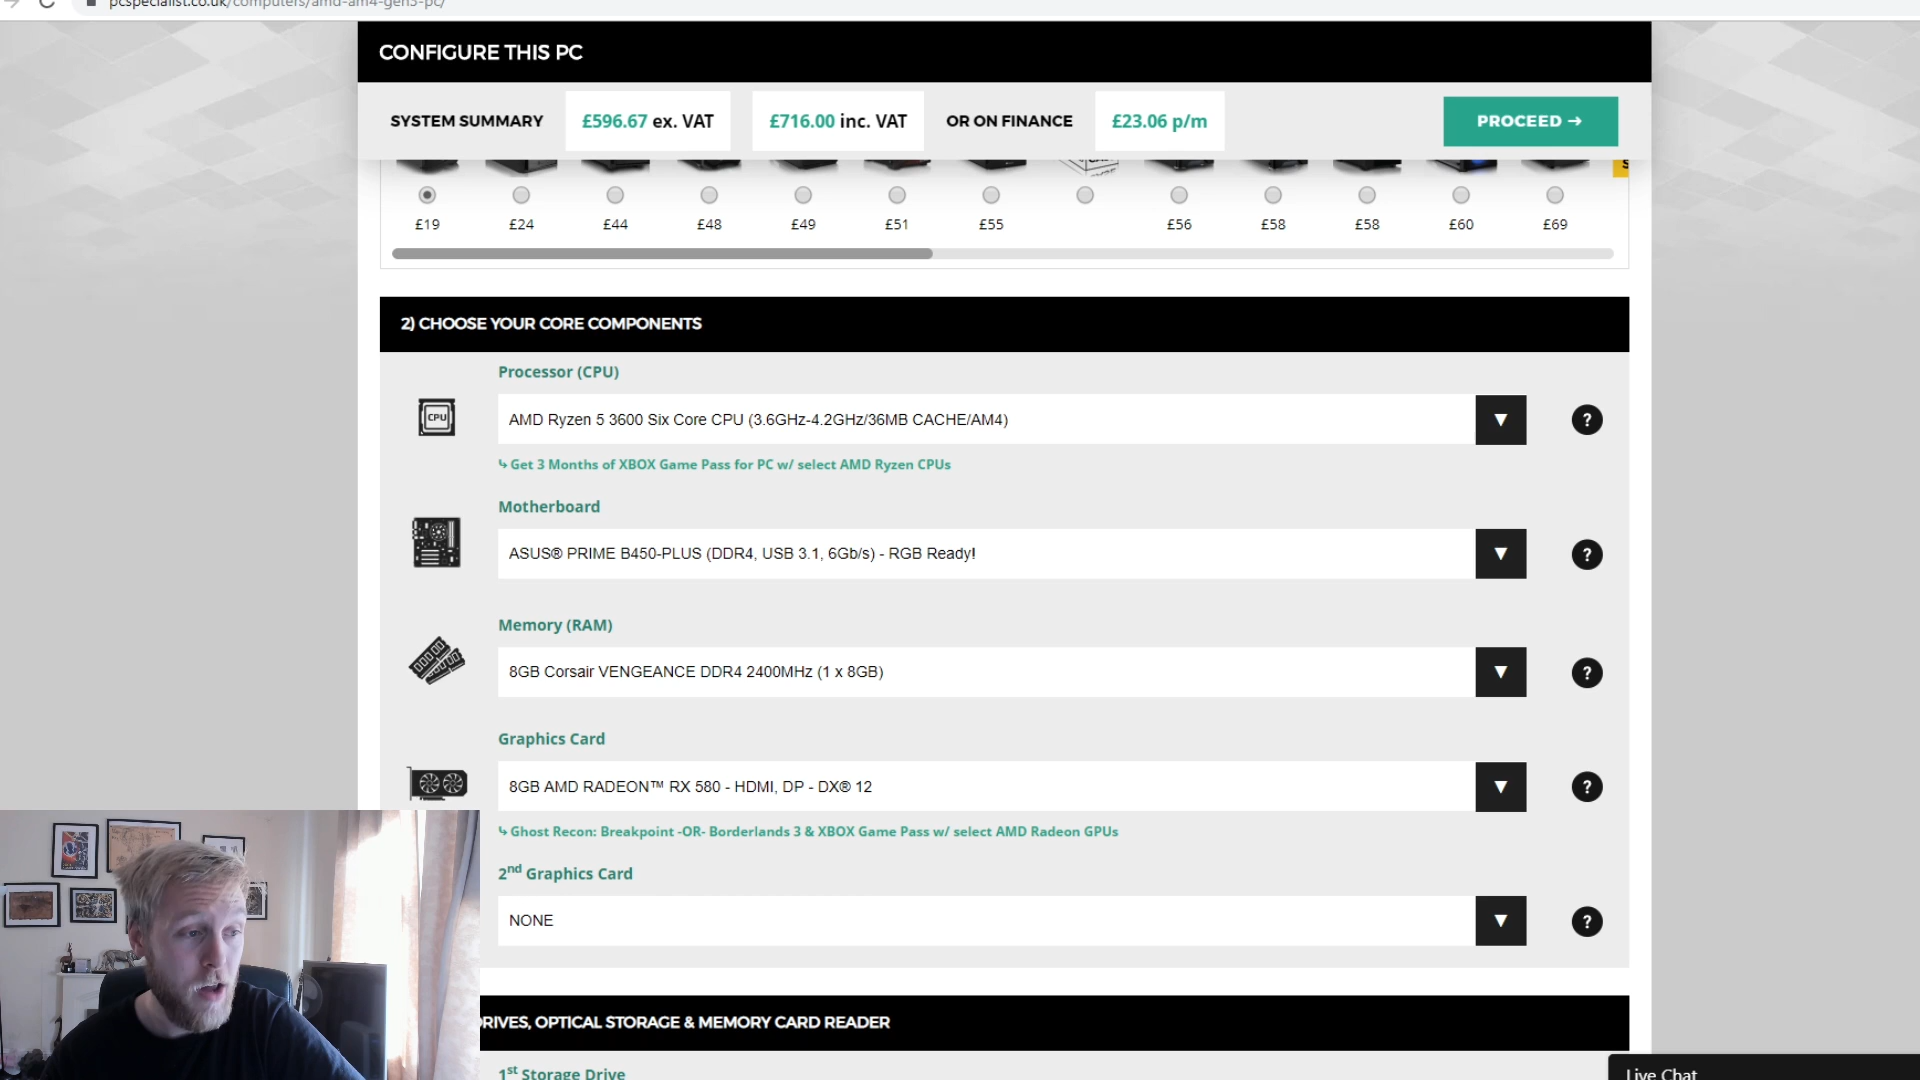 pcspecialist.co.uk/computers/amd-am4-gen3-pc/
CONFIGURE THIS PC
SYSTEM SUMMARY £596.67 ex. VAT £716.00 inc. VAT OR ON FINANCE £23.06 p/m PROCEED →
£19 £24 £44 £48 £49 £51 £55 £56 £58 £58 £60 £69
2) CHOOSE YOUR CORE COMPONENTS
Processor (CPU)
CPU
AMD Ryzen 5 3600 Six Core CPU (3.6GHz-4.2GHz/36MB CACHE/AM4) ▼ ?
↳ Get 3 Months of XBOX Game Pass for PC w/ select AMD Ryzen CPUs
Motherboard
ASUS® PRIME B450-PLUS (DDR4, USB 3.1, 6Gb/s) - RGB Ready! ▼ ?
Memory (RAM)
8GB Corsair VENGEANCE DDR4 2400MHz (1 x 8GB) ▼ ?
Graphics Card
8GB AMD RADEON™ RX 580 - HDMI, DP - DX® 12 ▼ ?
↳ Ghost Recon: Breakpoint -OR- Borderlands 3 & XBOX Game Pass w/ select AMD Radeon GPUs
2nd Graphics Card
NONE ▼ ?
DRIVES, OPTICAL STORAGE & MEMORY CARD READER
1st Storage Drive
Live Chat